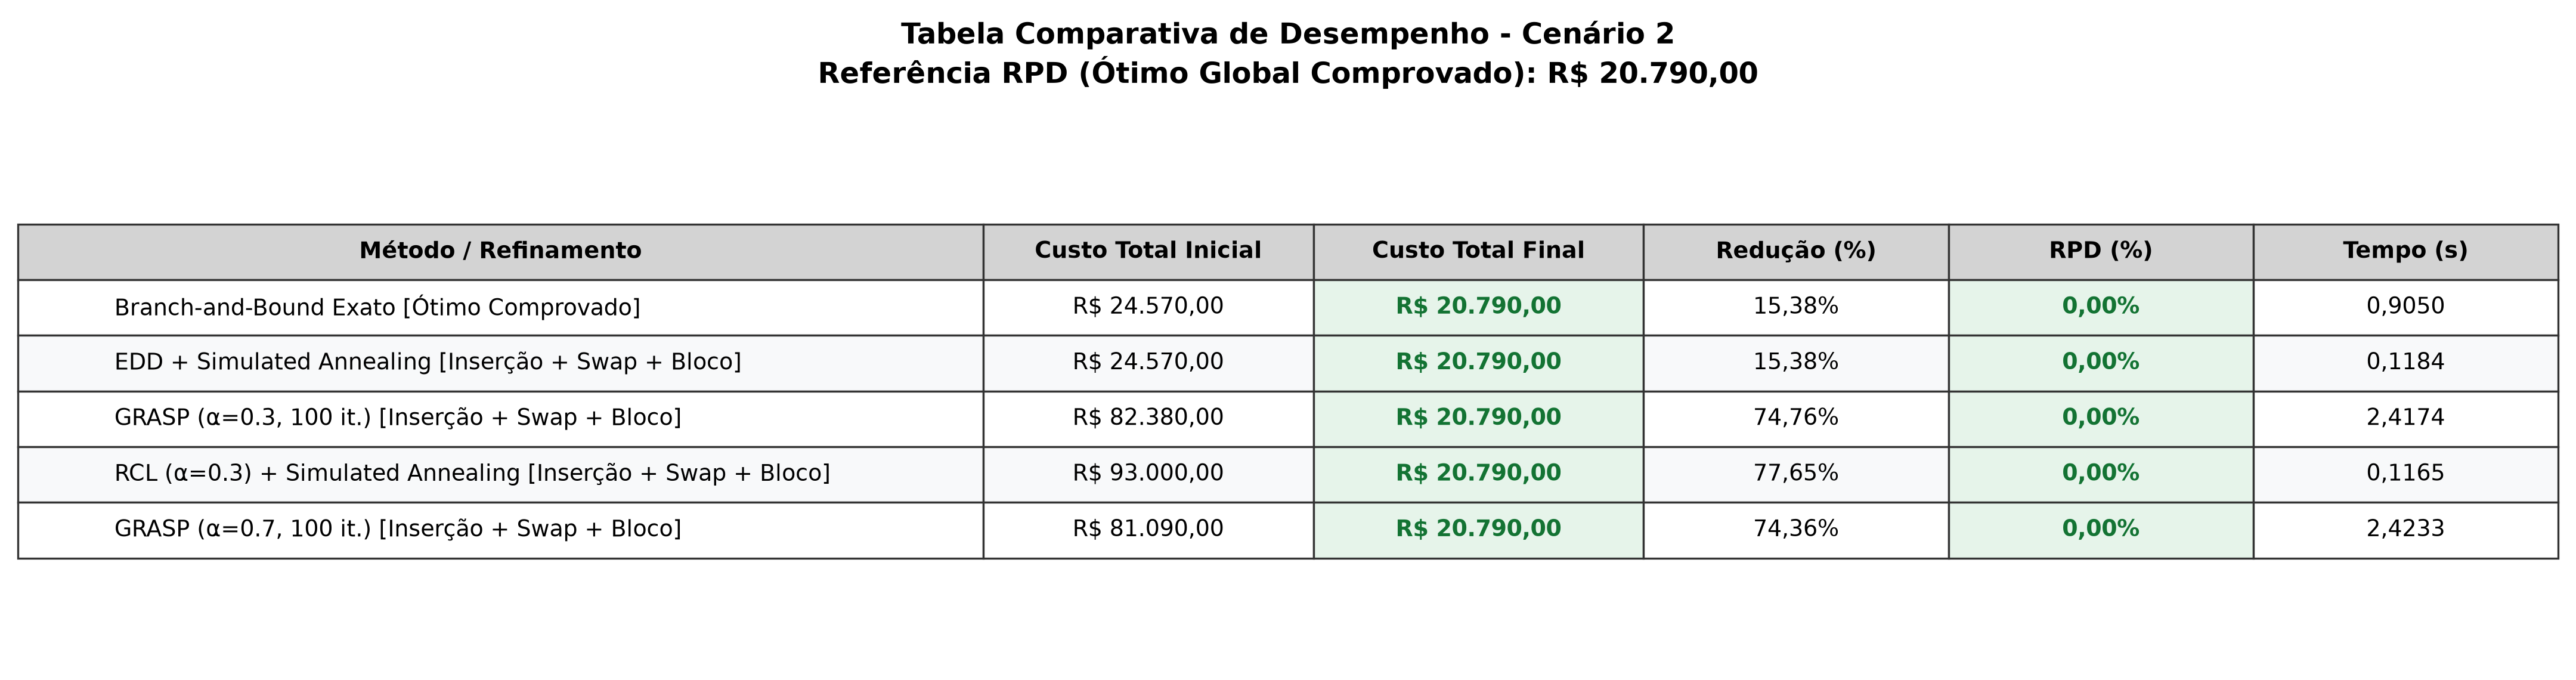 Tabela Comparativa de Desempenho - Cenário 2
Referência RPD (Ótimo Global Comprovado): R$ 20.790,00
Método / Refinamento Custo Total Inicial Custo Total Final Redução (%) RPD (%) Tempo (s)
Branch-and-Bound Exato [Ótimo Comprovado] R$ 24.570,00 R$ 20.790,00 15,38% 0,00% 0,9050
EDD + Simulated Annealing [Inserção + Swap + Bloco] R$ 24.570,00 R$ 20.790,00 15,38% 0,00% 0,1184
GRASP (α=0.3, 100 it.) [Inserção + Swap + Bloco] R$ 82.380,00 R$ 20.790,00 74,76% 0,00% 2,4174
RCL (α=0.3) + Simulated Annealing [Inserção + Swap + Bloco] R$ 93.000,00 R$ 20.790,00 77,65% 0,00% 0,1165
GRASP (α=0.7, 100 it.) [Inserção + Swap + Bloco] R$ 81.090,00 R$ 20.790,00 74,36% 0,00% 2,4233